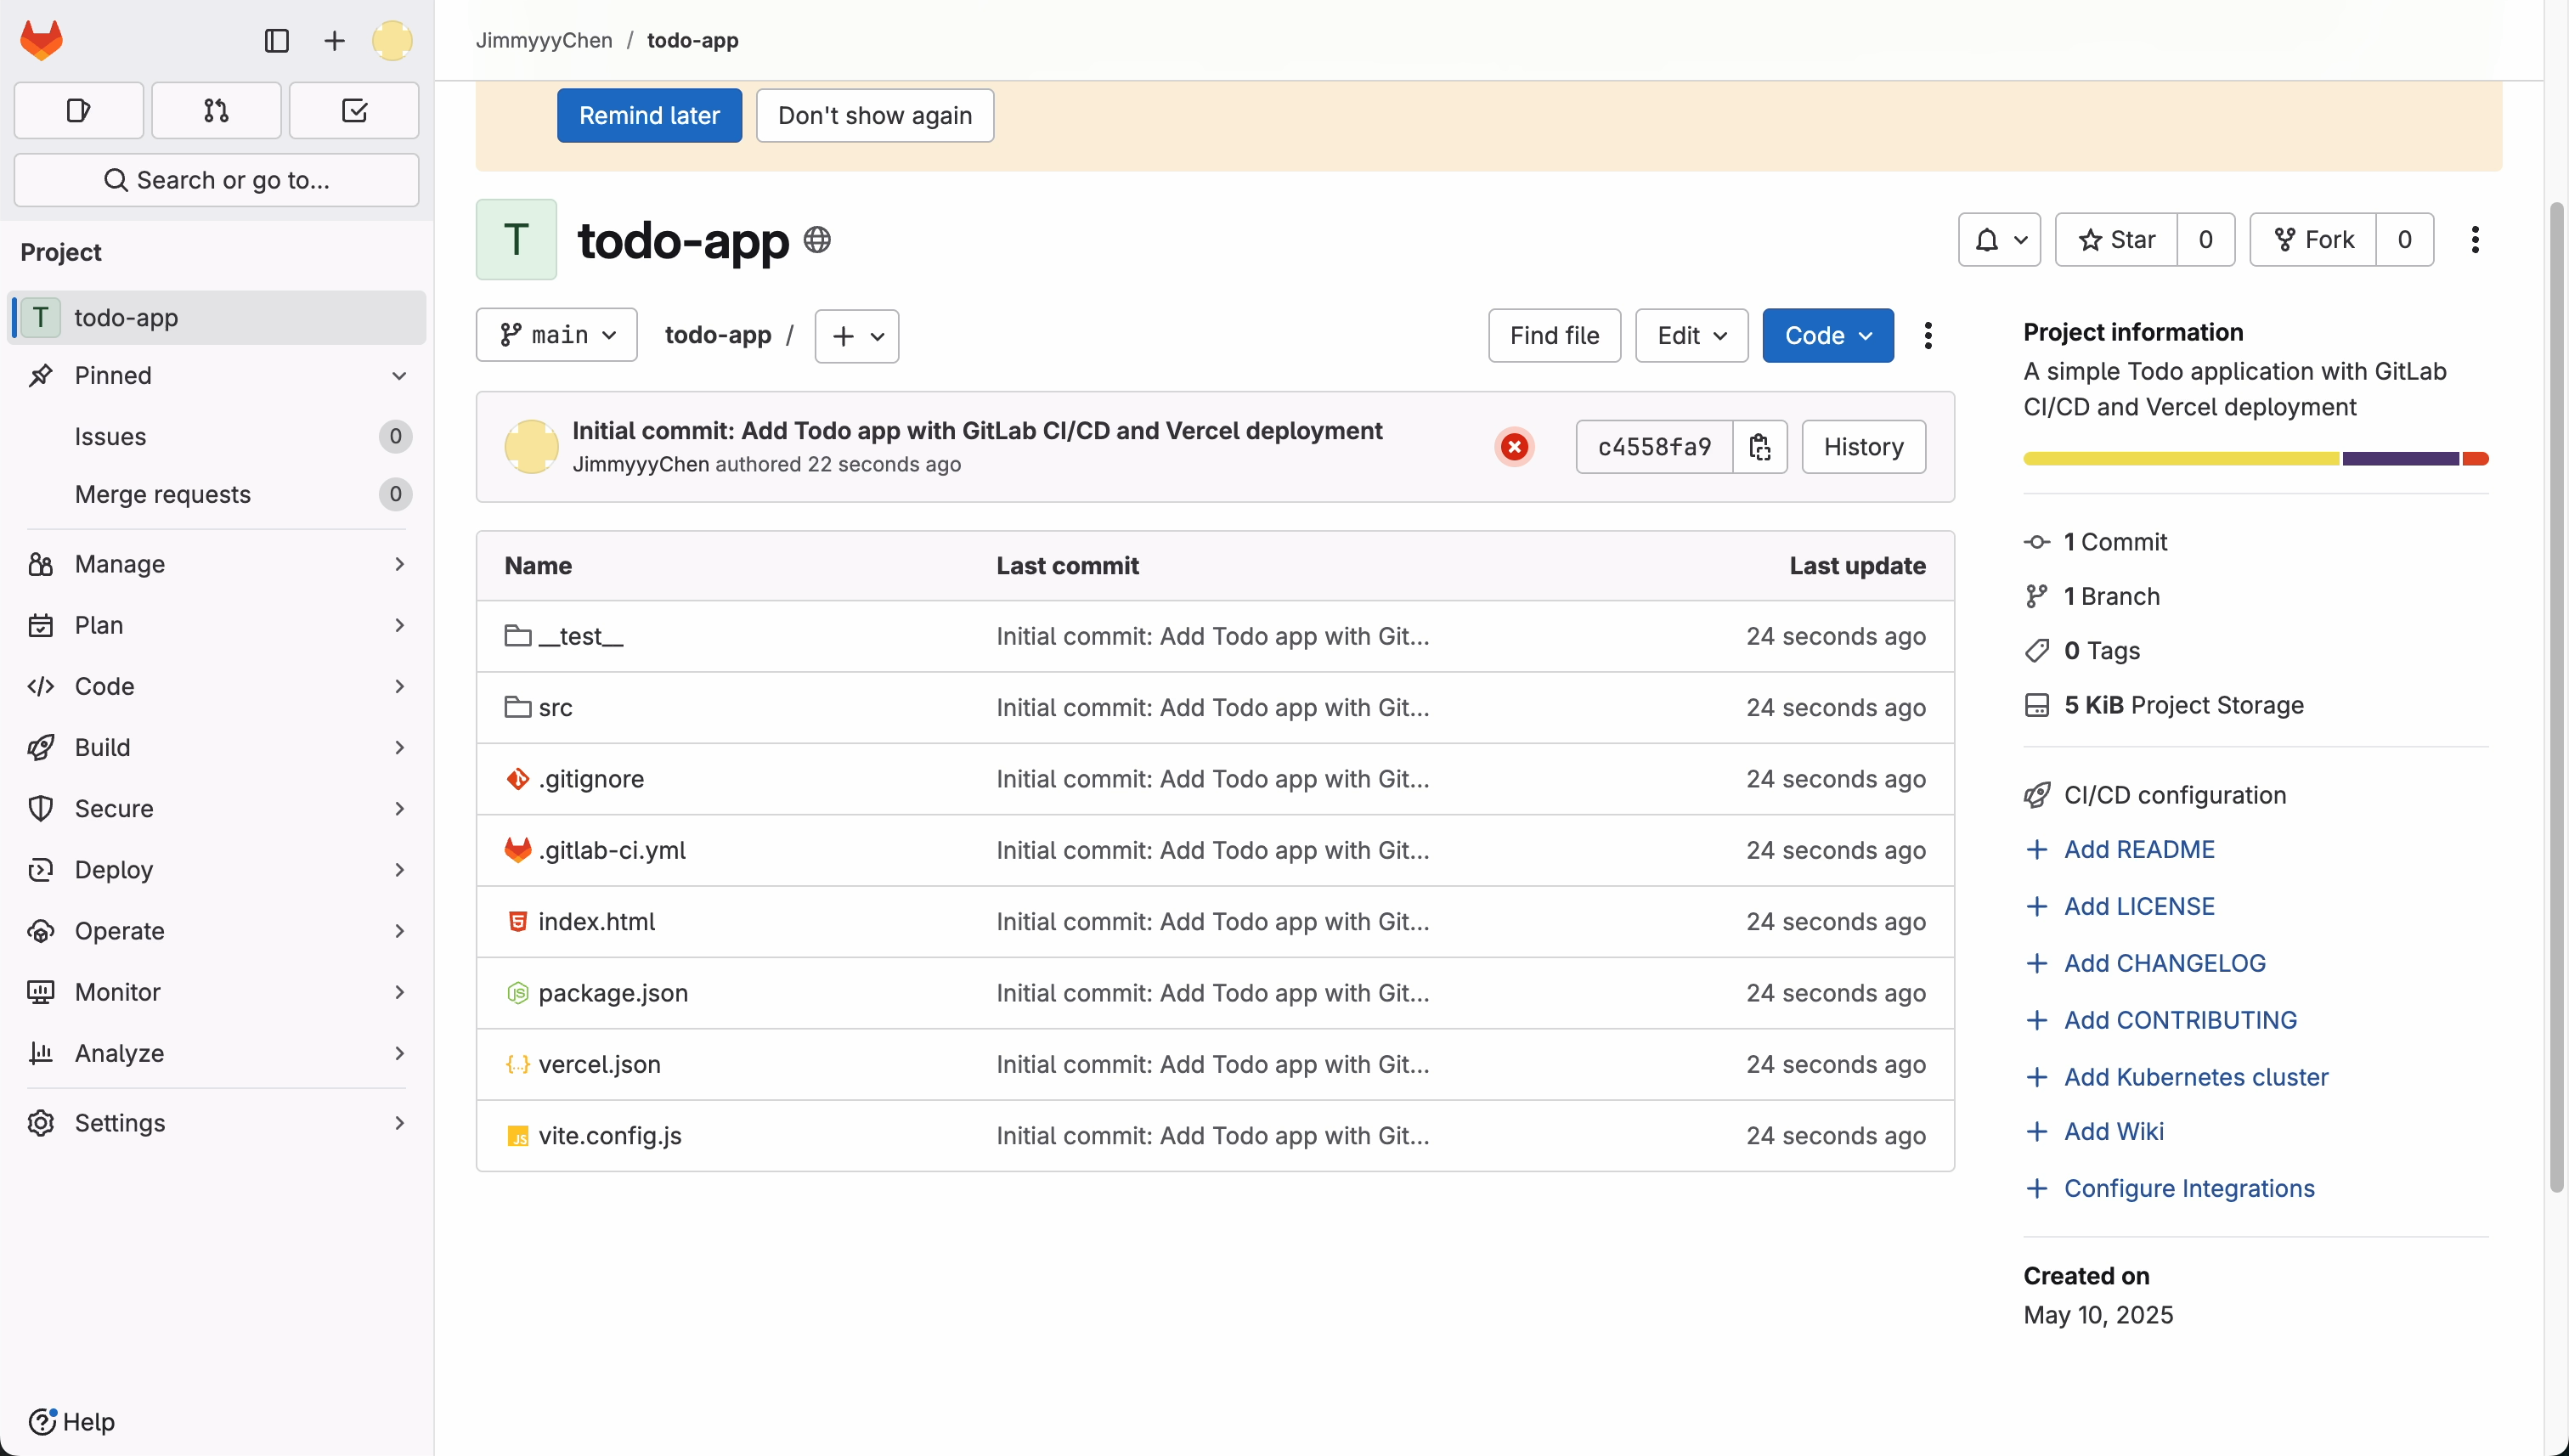 JimmyyyChen / todo-app
Remind later
Don't show again
Search or go to...
Project
T todo-app
Pinned
Issues 0
Merge requests 0
Manage
Plan
Code
Build
Secure
Deploy
Operate
Monitor
Analyze
Settings
Help
T todo-app
Star 0
Fork 0
main
todo-app /
Find file
Edit
Code
Initial commit: Add Todo app with GitLab CI/CD and Vercel deployment
JimmyyyChen authored 22 seconds ago
c4558fa9
History
Name Last commit Last update
__test__ Initial commit: Add Todo app with Git... 24 seconds ago
src Initial commit: Add Todo app with Git... 24 seconds ago
.gitignore Initial commit: Add Todo app with Git... 24 seconds ago
.gitlab-ci.yml Initial commit: Add Todo app with Git... 24 seconds ago
index.html Initial commit: Add Todo app with Git... 24 seconds ago
package.json Initial commit: Add Todo app with Git... 24 seconds ago
vercel.json Initial commit: Add Todo app with Git... 24 seconds ago
vite.config.js Initial commit: Add Todo app with Git... 24 seconds ago
Project information
A simple Todo application with GitLab
CI/CD and Vercel deployment
1 Commit
1 Branch
0 Tags
5 KiB Project Storage
CI/CD configuration
Add README
Add LICENSE
Add CHANGELOG
Add CONTRIBUTING
Add Kubernetes cluster
Add Wiki
Configure Integrations
Created on
May 10, 2025